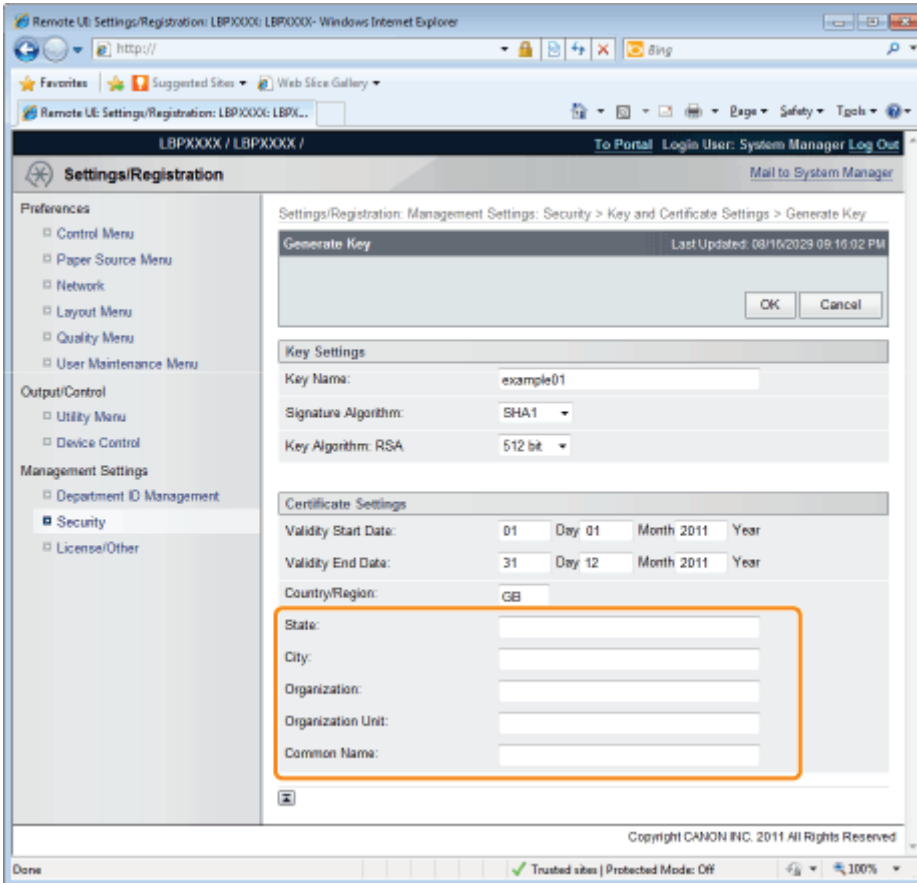 Remote UI: Settings/Registration: LBPXXXX: LBPXXXX- Windows Internet Explorer
http://
Bing
Favorites Suggested Sites Web Slice Gallery
Remote UI: Settings/Registration: LBPXXXX: LBPX... Page Safety Tools
LBPXXXX / LBPXXXX / To Portal Login User: System Manager Log Out
Settings/Registration Mail to System Manager
Preferences
Control Menu
Paper Source Menu
Network
Layout Menu
Quality Menu
User Maintenance Menu
Output/Control
Utility Menu
Device Control
Management Settings
Department ID Management
Security
License/Other
Settings/Registration: Management Settings: Security > Key and Certificate Settings > Generate Key
Generate Key Last Updated: 08/16/2029 09:16:02 PM
OK Cancel
Key Settings
Key Name: example01
Signature Algorithm: SHA1
Key Algorithm: RSA 512 bit
Certificate Settings
Validity Start Date: 01 Day 01 Month 2011 Year
Validity End Date: 31 Day 12 Month 2011 Year
Country/Region: GB
State:
City:
Organization:
Organization Unit:
Common Name:
Copyright CANON INC. 2011 All Rights Reserved
Done Trusted sites | Protected Mode: Off 100%